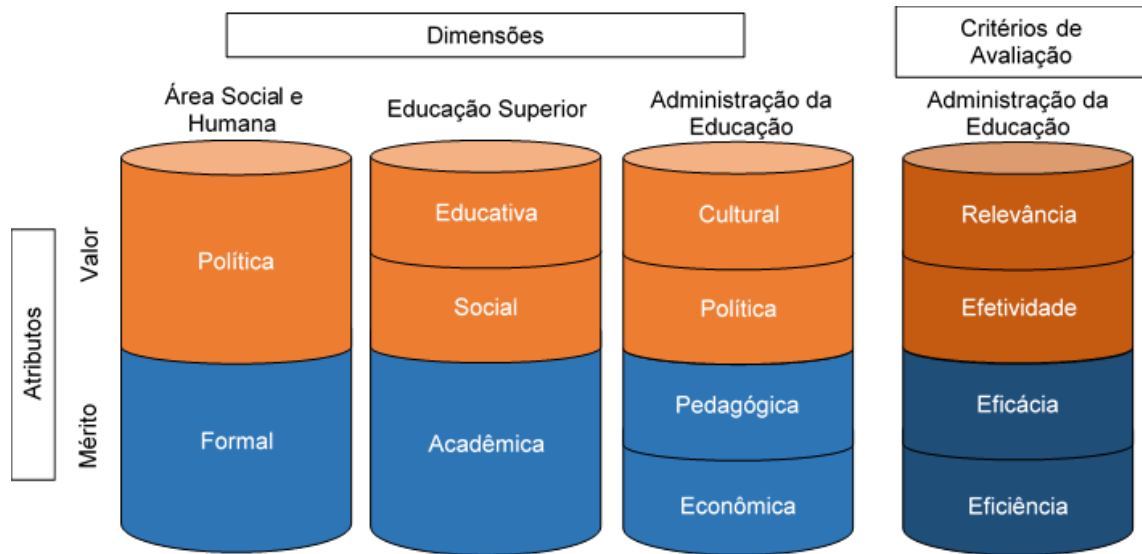 Dimensões
Critérios de
Avaliação
Área Social e
Humana
Educação Superior
Administração da
Educação
Administração da
Educação
Atributos
Valor
Mérito
Política
Formal
Educativa
Social
Acadêmica
Cultural
Política
Pedagógica
Econômica
Relevância
Efetividade
Eficácia
Eficiência